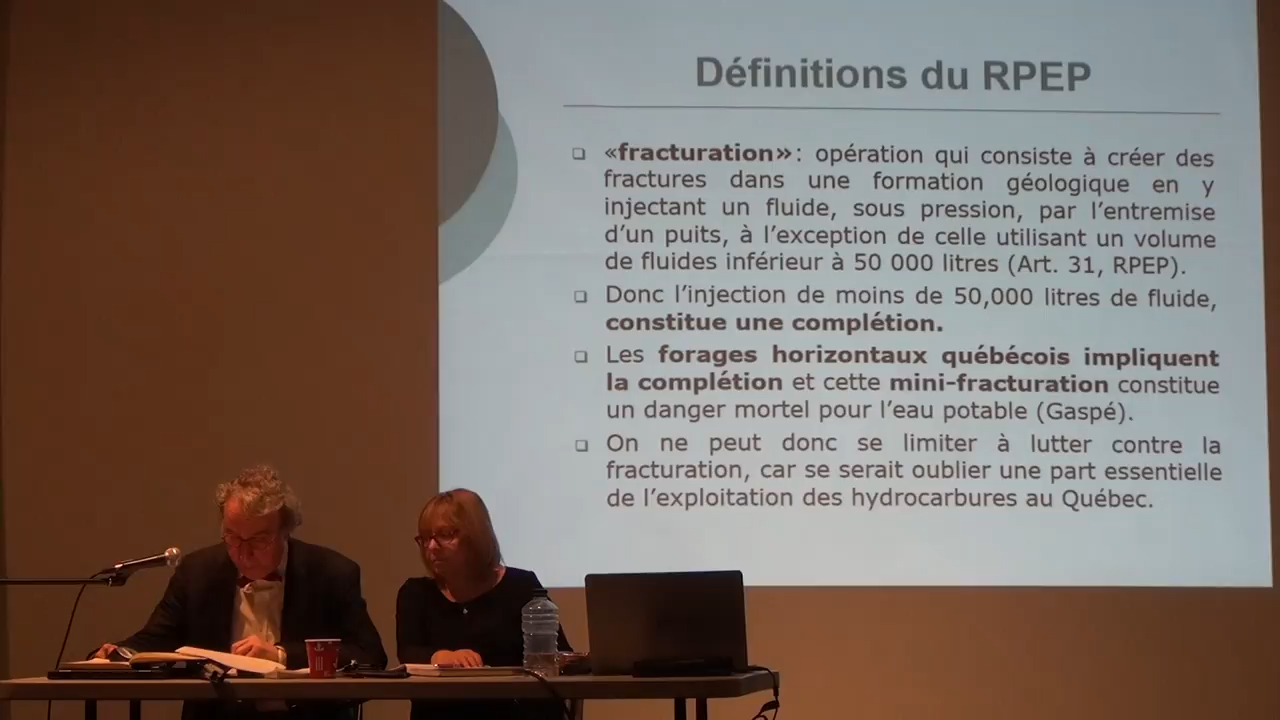 Définitions du RPEP
❑ «fracturation»: opération qui consiste à créer des
fractures dans une formation géologique en y
injectant un fluide, sous pression, par l'entremise
d'un puits, à l'exception de celle utilisant un volume
de fluides inférieur à 50 000 litres (Art. 31, RPEP).
❑ Donc l'injection de moins de 50,000 litres de fluide,
constitue une complétion.
❑ Les forages horizontaux québécois impliquent
la complétion et cette mini-fracturation constitue
un danger mortel pour l'eau potable (Gaspé).
❑ On ne peut donc se limiter à lutter contre la
fracturation, car se serait oublier une part essentielle
de l'exploitation des hydrocarbures au Québec.